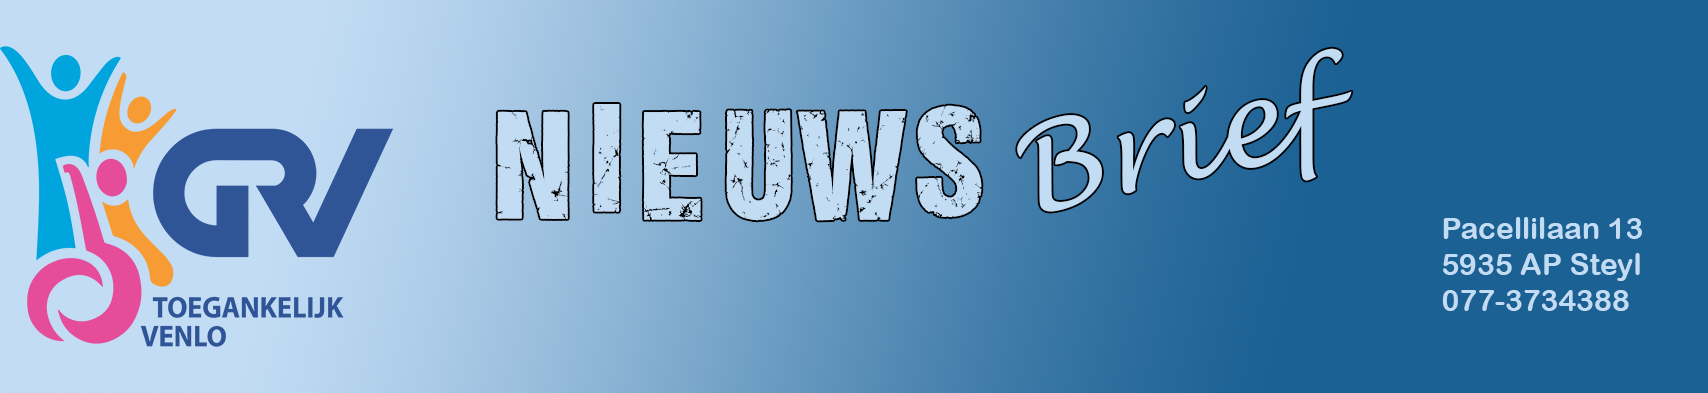 GRV
TOEGANKELIJK
VENLO
NIEUWS Brief
Pacellilaan 13
5935 AP Steyl
077-3734388